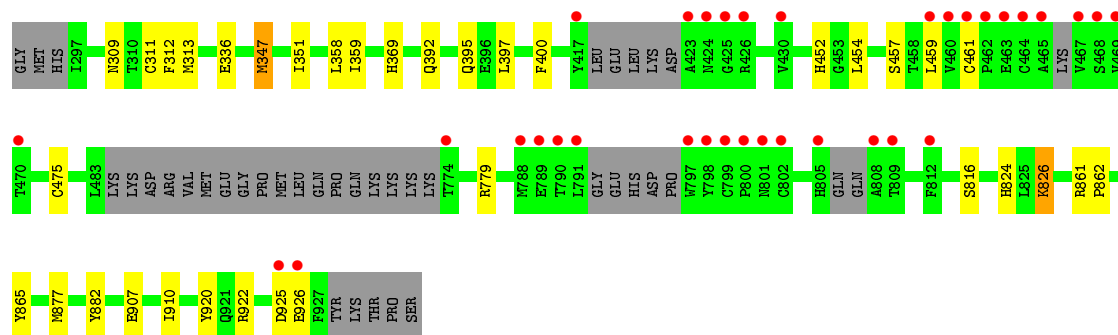 GLY MET HIS I297 N309 T310 C311 F312 M313 E336 M347 I351 L358 I359 H369 Q392 Q395 E396 L397 F400 Y417 LEU GLU LEU LYS ASP A423 N424 G425 R426 V430 H452 G453 L454 S457 T458 L459 V460 C461 P462 E463 C464 A465 LYS V467 S468 V469
T470 C475 L483 LYS LYS ASP ARG VAL MET GLU GLY PRO MET LEU GLN PRO GLN LYS LYS LYS LYS T774 R779 M788 E789 T790 L791 GLY GLU HIS ASP PRO W797 Y798 C799 P800 N801 C802 H805 GLN GLN A808 T809 F812 S816 H824 L825 K826 R861 P862
Y865 M877 Y882 E907 I910 Y920 Q921 R922 D925 E926 F927 TYR LYS THR PRO SER